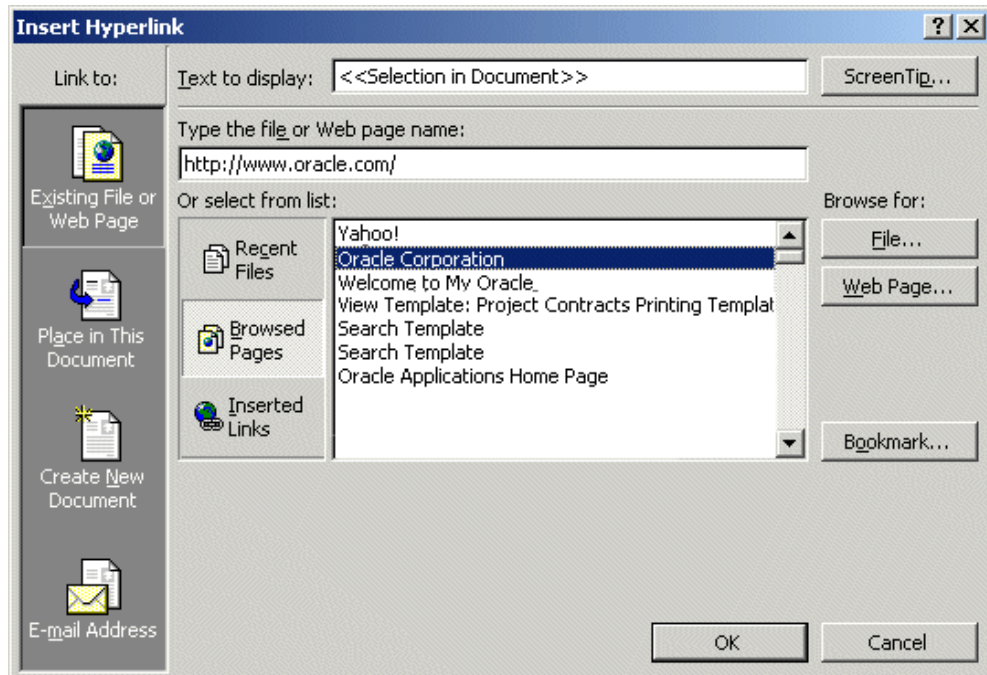 Insert Hyperlink
Link to:
Text to display:
<<Selection in Document>>
ScreenTip...
Type the file or Web page name:
http://www.oracle.com/
Existing File or
Web Page
Or select from list:
Browse for:
Recent
Files
Browsed
Pages
Inserted
Links
Yahoo!
Oracle Corporation
Welcome to My Oracle_
View Template: Project Contracts Printing Templat
Search Template
Search Template
Oracle Applications Home Page
File...
Web Page...
Bookmark...
Place in This
Document
Create New
Document
E-mail Address
OK
Cancel